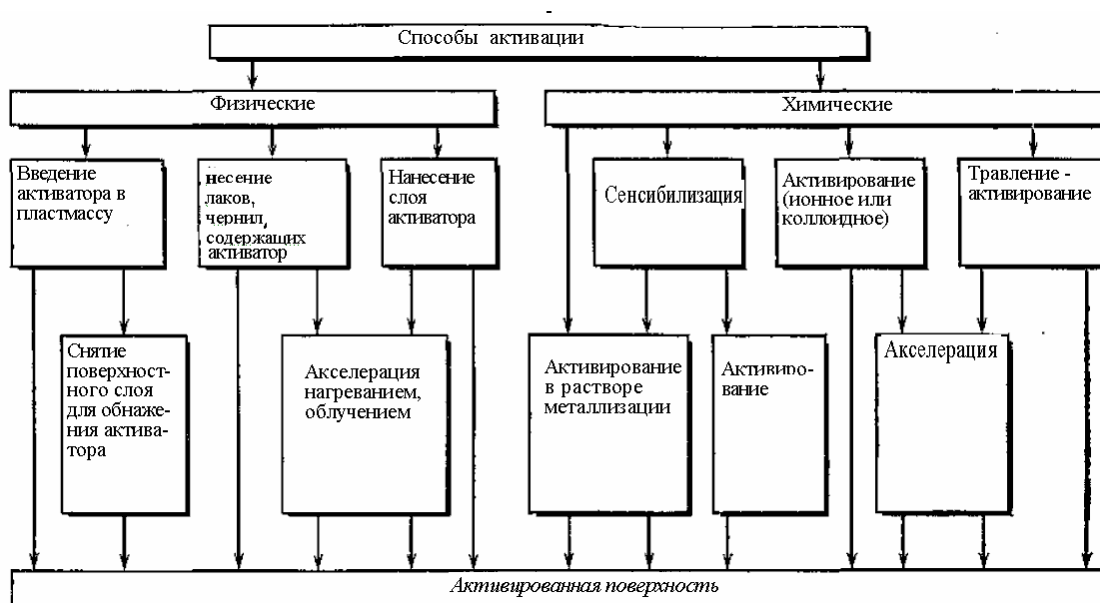 Способы активации
Физические
Химические
Введение
активатора в
пластмассу
несение
лаков,
чернил,
содержащих
активатор
Нанесение
слоя
активатора
Сенсибилизация
Активирование
(ионное или
коллоидное)
Травление -
активирование
Снятие
поверхност-
ного слоя
для обнаже-
ния актива-
тора
Акселерация
нагреванием,
облучением
Активирование
в растворе
металлизации
Активиро-
вание
Акселерация
Активированная поверхность